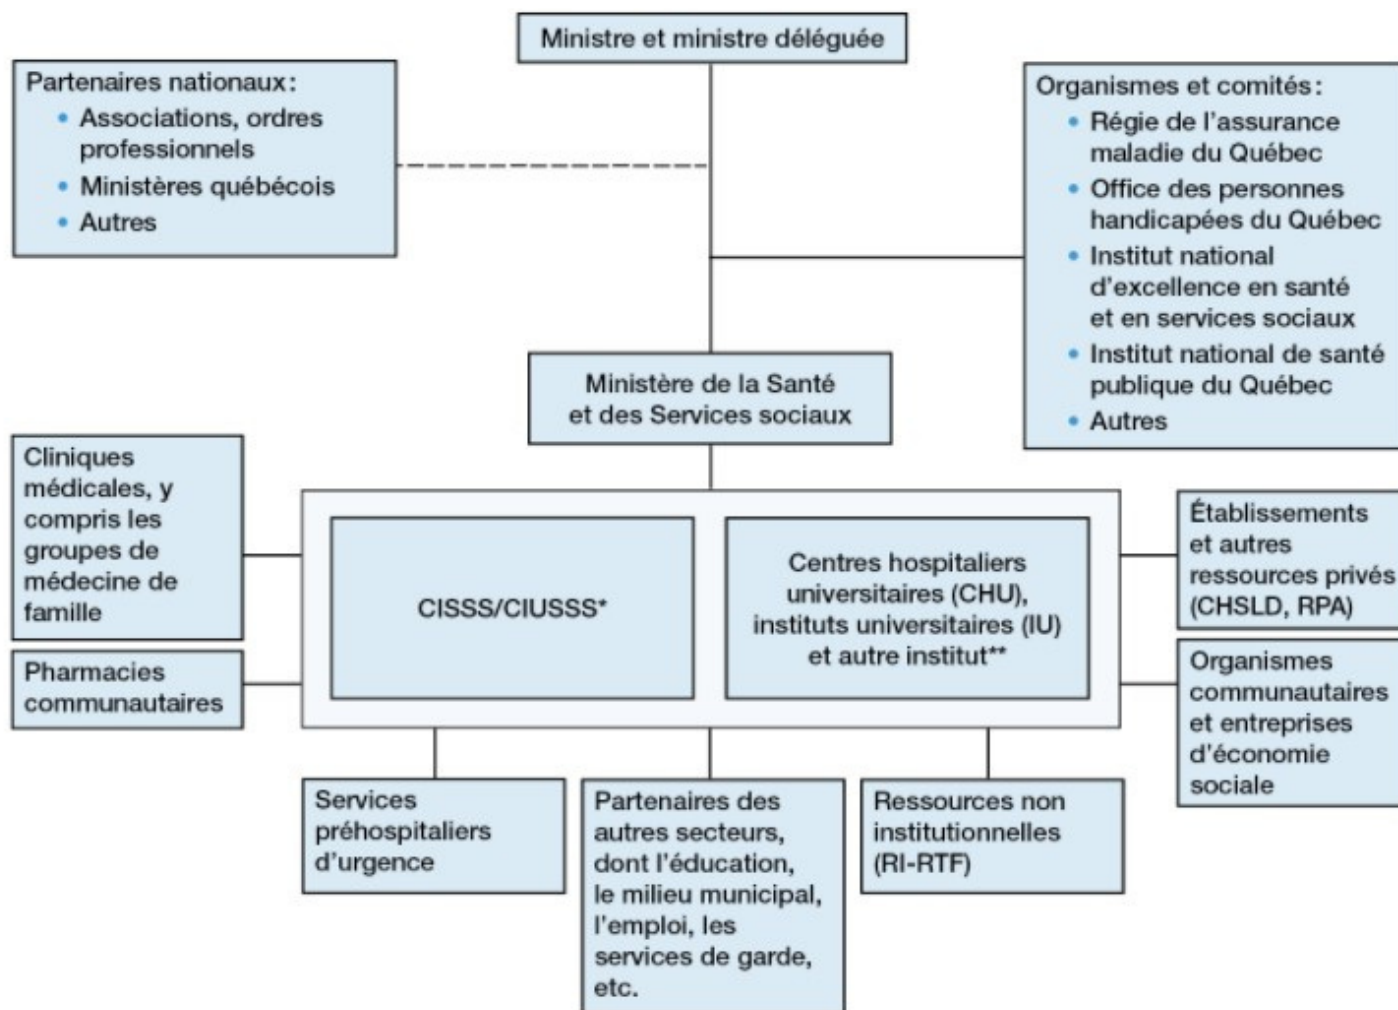 Ministre et ministre déléguée
Partenaires nationaux :
• Associations, ordres
professionnels
• Ministères québécois
• Autres
Organismes et comités :
• Régie de l'assurance
maladie du Québec
• Office des personnes
handicapées du Québec
• Institut national
d'excellence en santé
et en services sociaux
• Institut national de santé
publique du Québec
• Autres
Ministère de la Santé
et des Services sociaux
Cliniques
médicales, y
compris les
groupes de
médecine de
famille
Pharmacies
communautaires
CISSS/CIUSSS*
Centres hospitaliers
universitaires (CHU),
instituts universitaires (IU)
et autre institut**
Établissements
et autres
ressources privés
(CHSLD, RPA)
Organismes
communautaires
et entreprises
d'économie
sociale
Services
préhospitaliers
d'urgence
Partenaires des
autres secteurs,
dont l'éducation,
le milieu municipal,
l'emploi, les
services de garde,
etc.
Ressources non
institutionnelles
(RI-RTF)